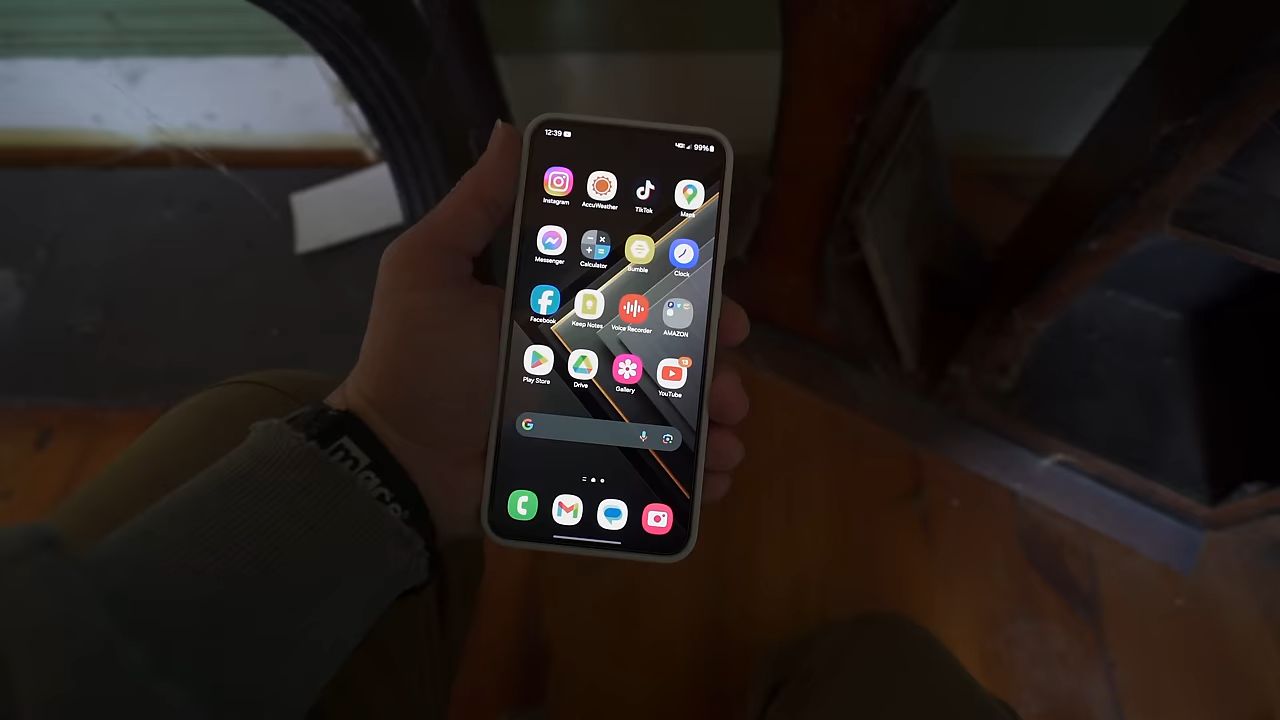 12:39
99%
Instagram AccuWeather TikTok Maps
Messenger Calculator Bumble Clock
Facebook Keep Notes Voice Recorder AMAZON
13
Play Store Drive Gallery YouTube